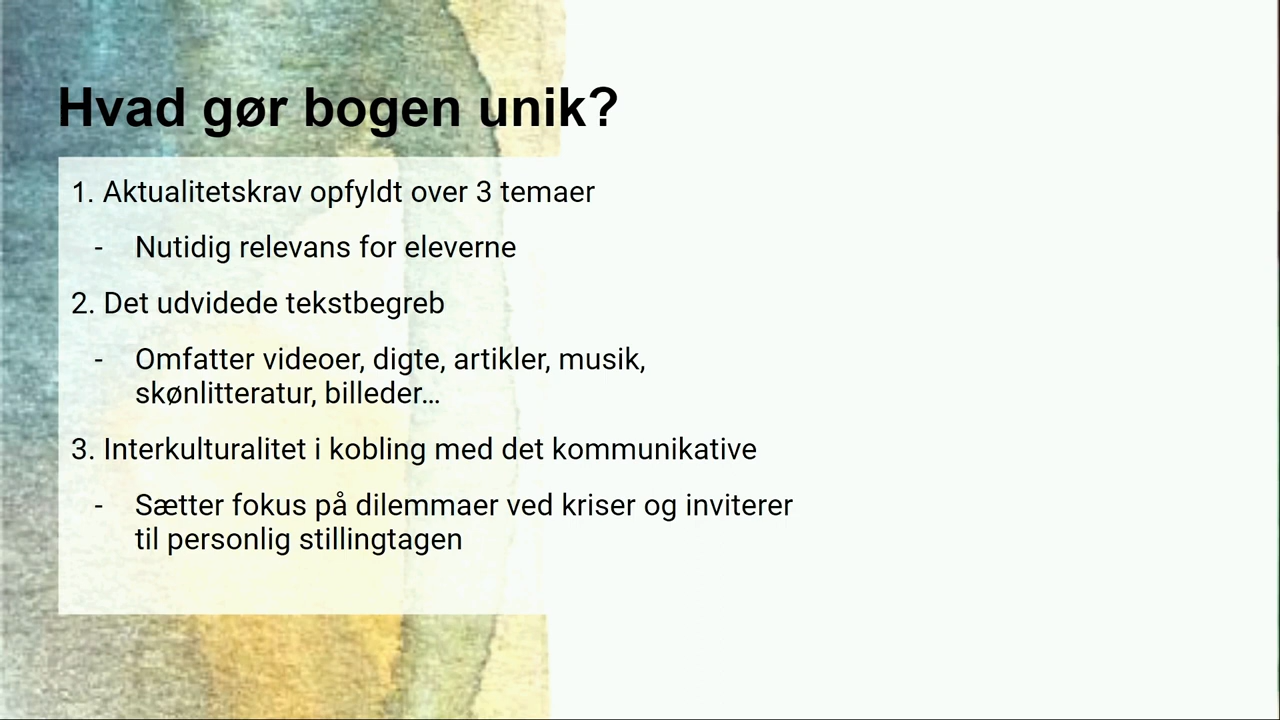 Hvad gør bogen unik?
1. Aktualitetskrav opfyldt over 3 temaer
- Nutidig relevans for eleverne
2. Det udvidede tekstbegreb
- Omfatter videoer, digte, artikler, musik,
skønlitteratur, billeder…
3. Interkulturalitet i kobling med det kommunikative
- Sætter fokus på dilemmaer ved kriser og inviterer
til personlig stillingtagen